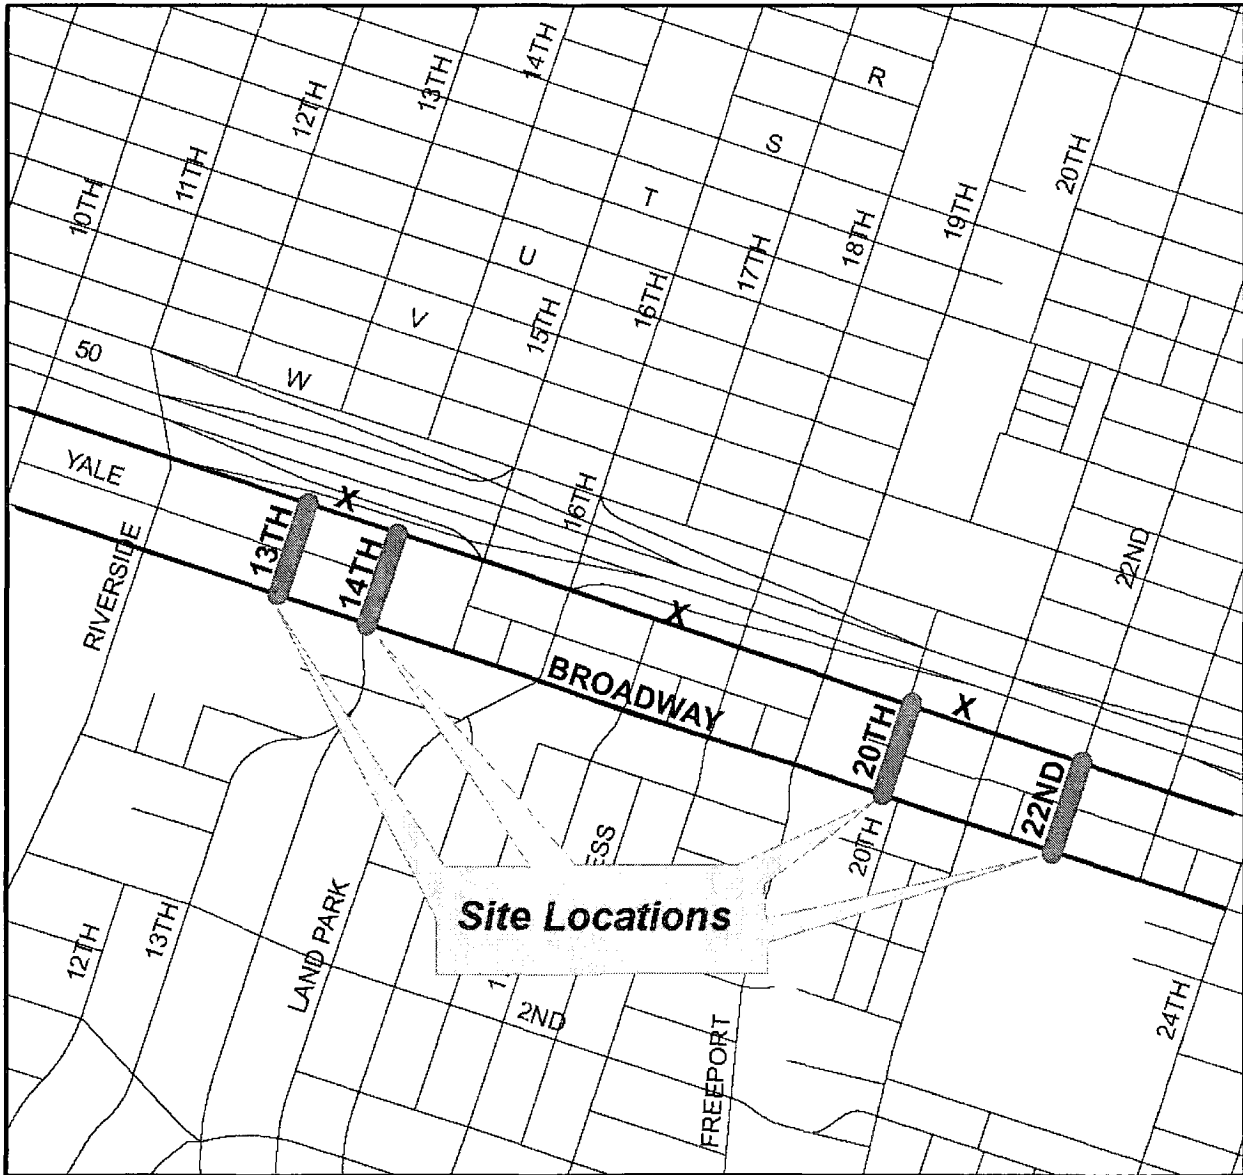 14TH
13TH
12TH
R
S
20TH
11TH
T
19TH
10TH
18TH
U
17TH
16TH
V
15TH
50
W
YALE
X
16TH
13TH
14TH
22ND
RIVERSIDE
X
BROADWAY
X
20TH
22ND
20TH
ESS
Site Locations
12TH
13TH
LAND PARK
1
2ND
24TH
FREEPORT